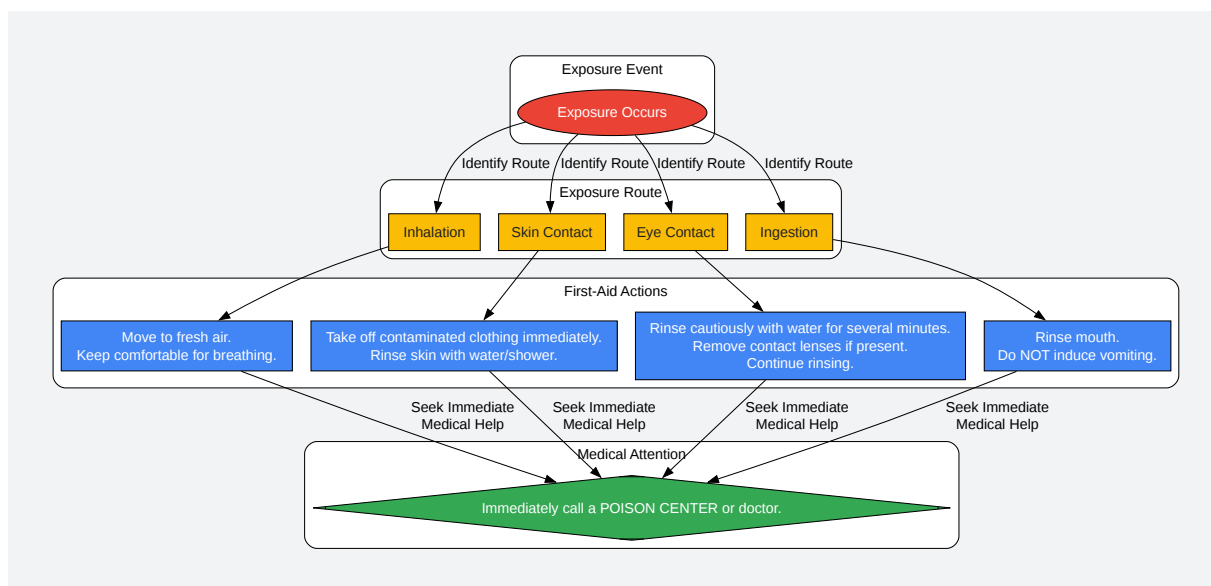 Exposure Event
Exposure Occurs
Identify Route
Identify Route
Identify Route
Identify Route
Exposure Route
Inhalation
Skin Contact
Eye Contact
Ingestion
First-Aid Actions
Move to fresh air.
Keep comfortable for breathing.
Take off contaminated clothing immediately.
Rinse skin with water/shower.
Rinse cautiously with water for several minutes.
Remove contact lenses if present.
Continue rinsing.
Rinse mouth.
Do NOT induce vomiting.
Seek Immediate
Medical Help
Seek Immediate
Medical Help
Seek Immediate
Medical Help
Seek Immediate
Medical Help
Medical Attention
Immediately call a POISON CENTER or doctor.